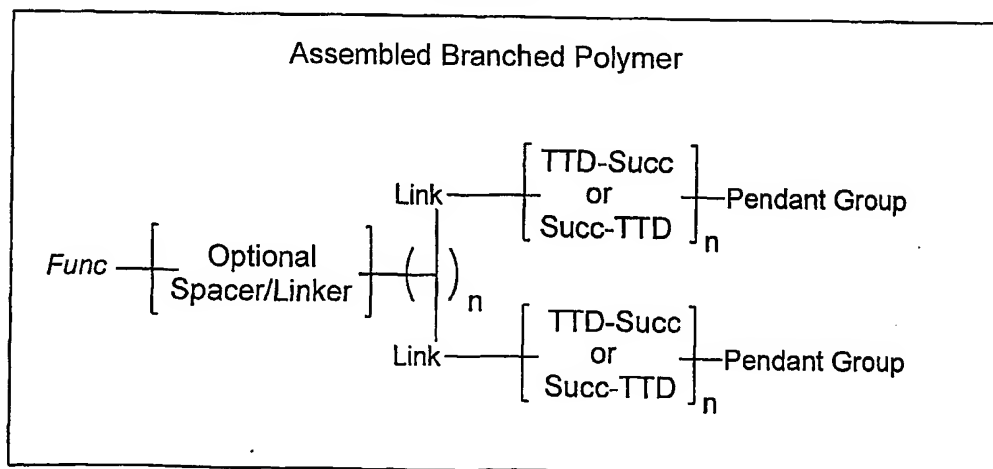 Assembled Branched Polymer
Link
TTD-Succ
or
Succ-TTD
n
Pendant Group
Func
Optional
Spacer/Linker
( )
n
Link
TTD-Succ
or
Succ-TTD
n
Pendant Group